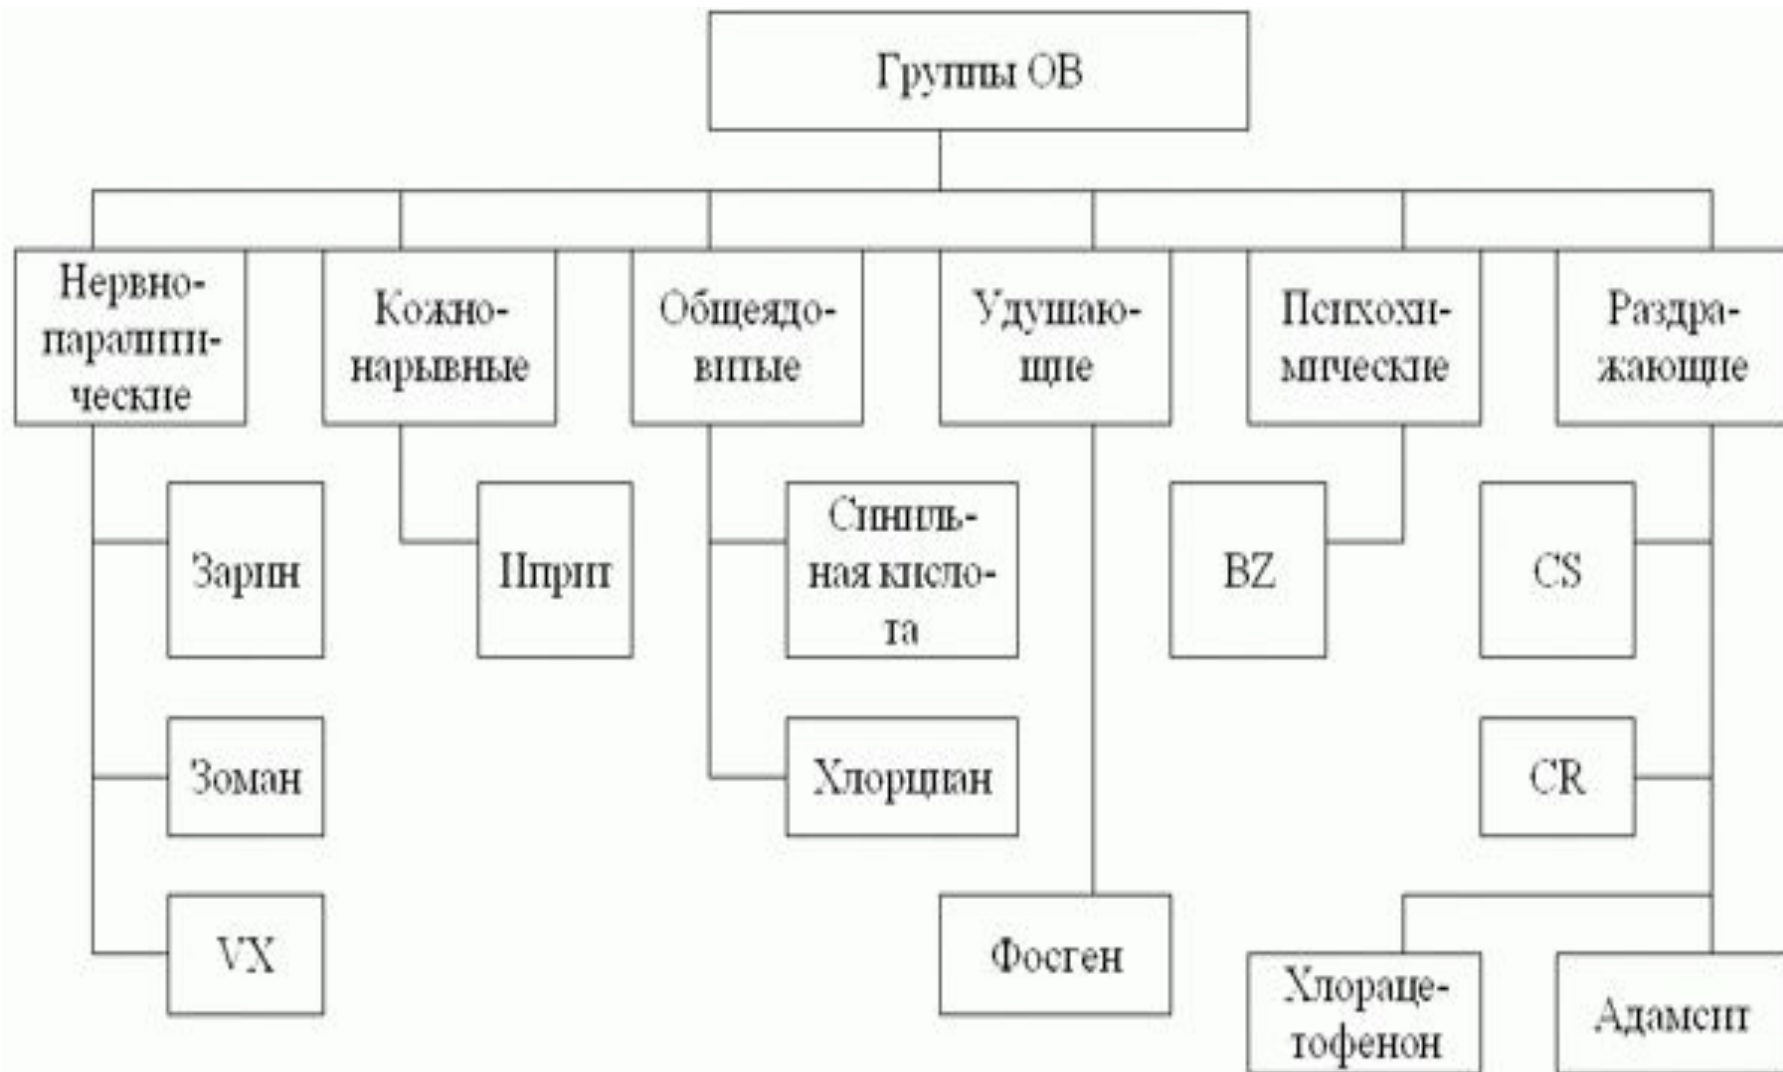 Группы ОВ
Нервно-
паралити-
ческие
Кожно-
нарывные
Общеядо-
витые
Удушаю-
щие
Психохи-
мические
Раздра-
жающие
Зарин
Зоман
VX
Иприт
Синиль-
ная кисло-
та
Хлорциан
Фосген
BZ
CS
CR
Хлораце-
тофенон
Адамсит